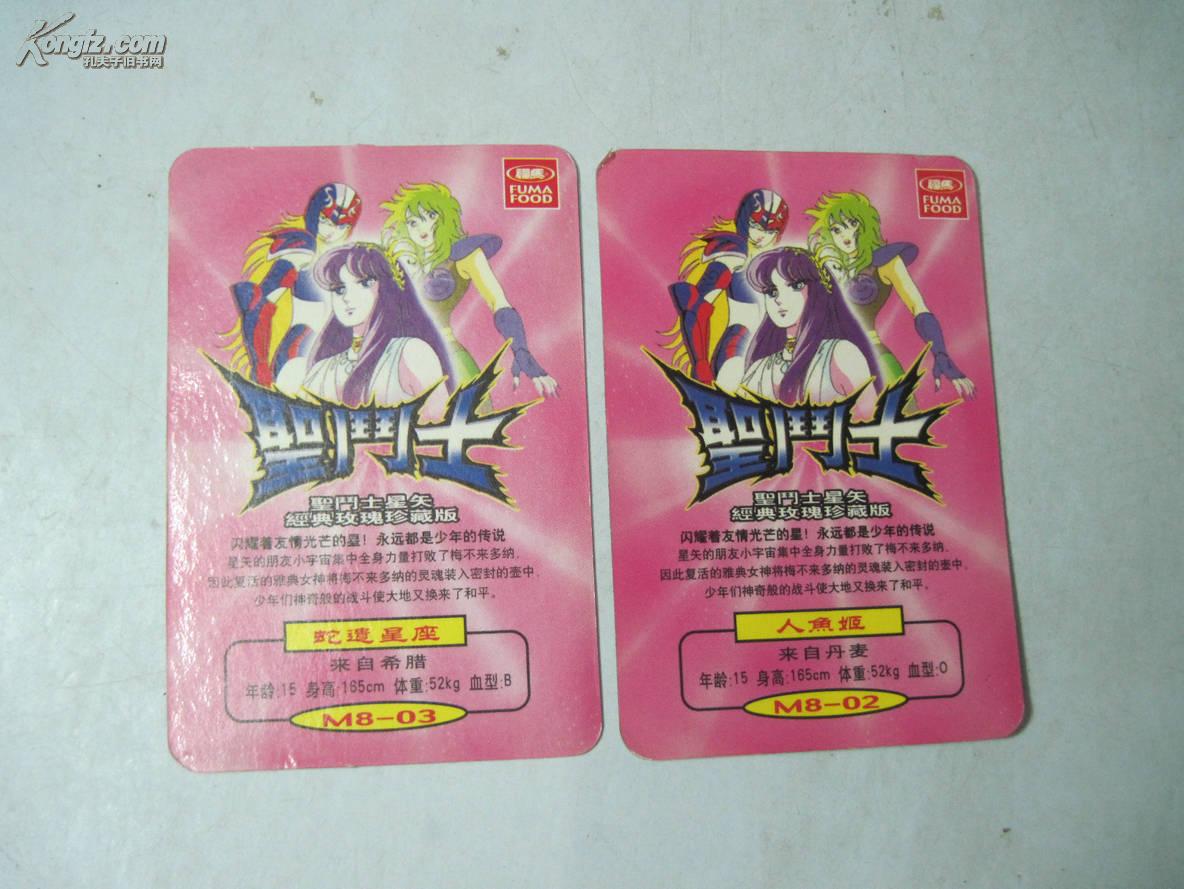 Kongfz.com
孔夫子旧书网
福馬
FUMA
FOOD
聖鬥士
聖鬥士星矢
經典玫瑰珍藏版
闪耀着友情光芒的星！永远都是少年的传说
星矢的朋友小宇宙集中全身力量打败了梅不来多纳，
因此复活的雅典女神将梅不来多纳的灵魂装入密封的壶中，
少年们神奇般的战斗使大地又换来了和平。
蛇遗星座
来自希腊
年龄:15 身高:165cm 体重:52kg 血型:B
M8-03
福馬
FUMA
FOOD
聖鬥士
聖鬥士星矢
經典玫瑰珍藏版
闪耀着友情光芒的星！永远都是少年的传说
星矢的朋友小宇宙集中全身力量打败了梅不来多纳，
因此复活的雅典女神将梅不来多纳的灵魂装入密封的壶中，
少年们神奇般的战斗使大地又换来了和平。
人魚姬
来自丹麦
年龄:15 身高:165cm 体重:52kg 血型:O
M8-02